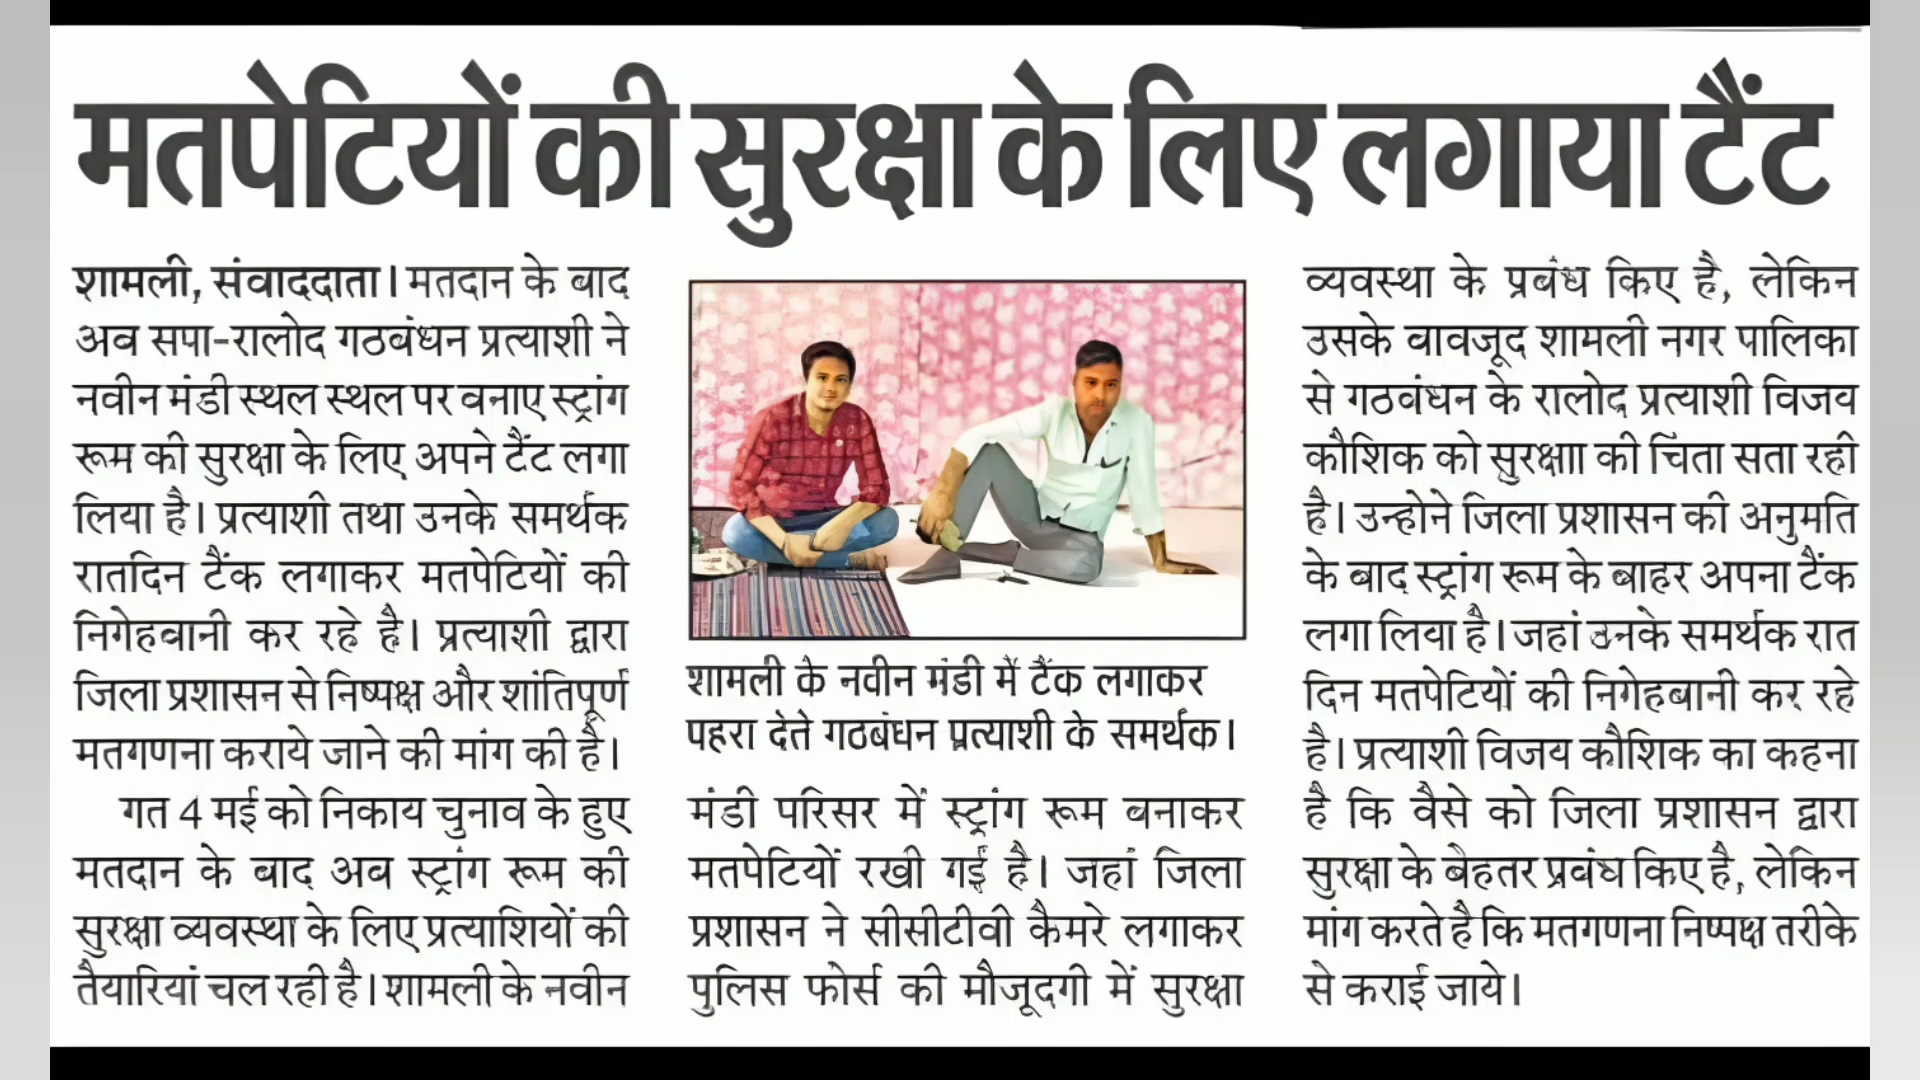 मतपेटियों की सुरक्षा के लिए लगाया टैंट
शामली, संवाददाता। मतदान के बाद
अब सपा-रालोद गठबंधन प्रत्याशी ने
नवीन मंडी स्थल स्थल पर बनाए स्ट्रांग
रूम की सुरक्षा के लिए अपने टैंट लगा
लिया है। प्रत्याशी तथा उनके समर्थक
रातदिन टैंक लगाकर मतपेटियों की
निगेहबानी कर रहे है। प्रत्याशी द्वारा
जिला प्रशासन से निष्पक्ष और शांतिपूर्ण
मतगणना कराये जाने की मांग की है।
गत 4 मई को निकाय चुनाव के हुए
मतदान के बाद अब स्ट्रांग रूम की
सुरक्षा व्यवस्था के लिए प्रत्याशियों की
तैयारियां चल रही है। शामली के नवीन
शामली के नवीन मंडी में टैंक लगाकर
पहरा देते गठबंधन प्रत्याशी के समर्थक।
मंडी परिसर में स्ट्रांग रूम बनाकर
मतपेटियों रखी गई है। जहां जिला
प्रशासन ने सीसीटीवी कैमरे लगाकर
पुलिस फोर्स की मौजूदगी में सुरक्षा
व्यवस्था के प्रबंध किए है, लेकिन
उसके बावजूद शामली नगर पालिका
से गठबंधन के रालोद प्रत्याशी विजय
कौशिक को सुरक्षाा की चिंता सता रही
है। उन्होने जिला प्रशासन की अनुमति
के बाद स्ट्रांग रूम के बाहर अपना टैंक
लगा लिया है। जहां उनके समर्थक रात
दिन मतपेटियों की निगेहबानी कर रहे
है। प्रत्याशी विजय कौशिक का कहना
है कि वैसे को जिला प्रशासन द्वारा
सुरक्षा के बेहतर प्रबंध किए है, लेकिन
मांग करते है कि मतगणना निष्पक्ष तरीके
से कराई जाये।